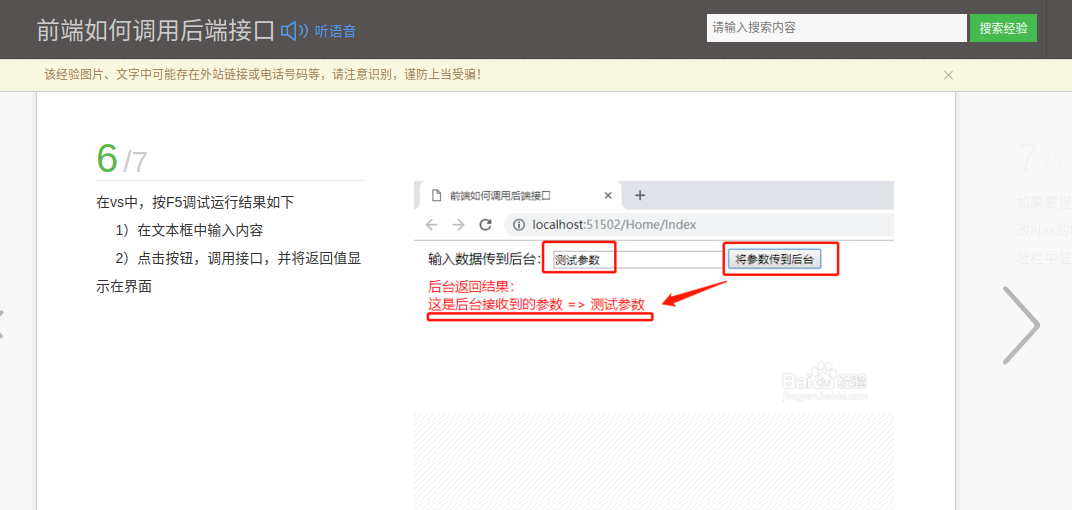 前端如何调用后端接口 听语音
请输入搜索内容 搜索经验
该经验图片、文字中可能存在外站链接或电话号码等，请注意识别，谨防上当受骗！
6/7
在vs中，按F5调试运行结果如下
1）在文本框中输入内容
2）点击按钮，调用接口，并将返回值显
示在界面
前端如何调用后端接口
localhost:51502/Home/Index
输入数据传到后台： 测试参数 将参数传到后台
后台返回结果：
这是后台接收到的参数 => 测试参数
Baidu 经验
jingyan.baidu.com
7/7
如果要提
改ajax的
址栏中显